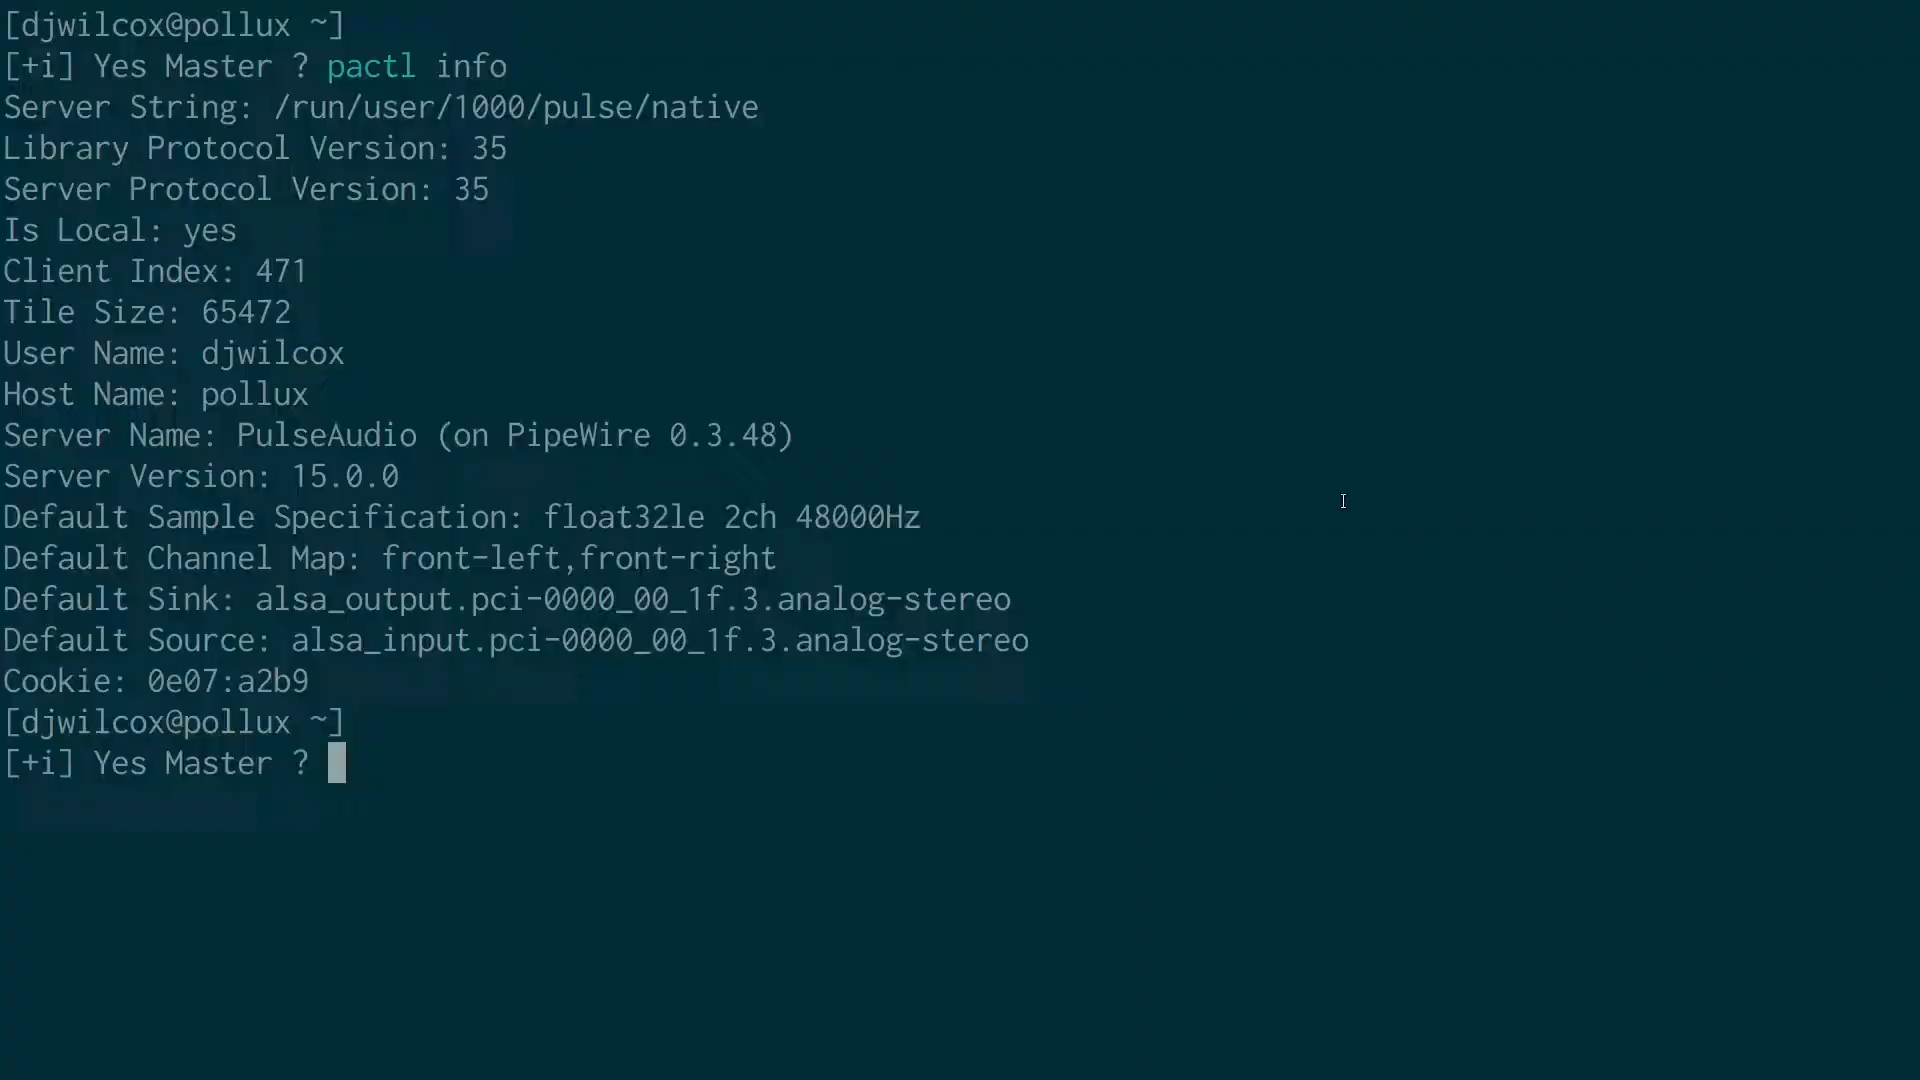 [djwilcox@pollux ~]
[+i] Yes Master ? pactl info
Server String: /run/user/1000/pulse/native
Library Protocol Version: 35
Server Protocol Version: 35
Is Local: yes
Client Index: 471
Tile Size: 65472
User Name: djwilcox
Host Name: pollux
Server Name: PulseAudio (on PipeWire 0.3.48)
Server Version: 15.0.0
Default Sample Specification: float32le 2ch 48000Hz
Default Channel Map: front-left,front-right
Default Sink: alsa_output.pci-0000_00_1f.3.analog-stereo
Default Source: alsa_input.pci-0000_00_1f.3.analog-stereo
Cookie: 0e07:a2b9
[djwilcox@pollux ~]
[+i] Yes Master ?